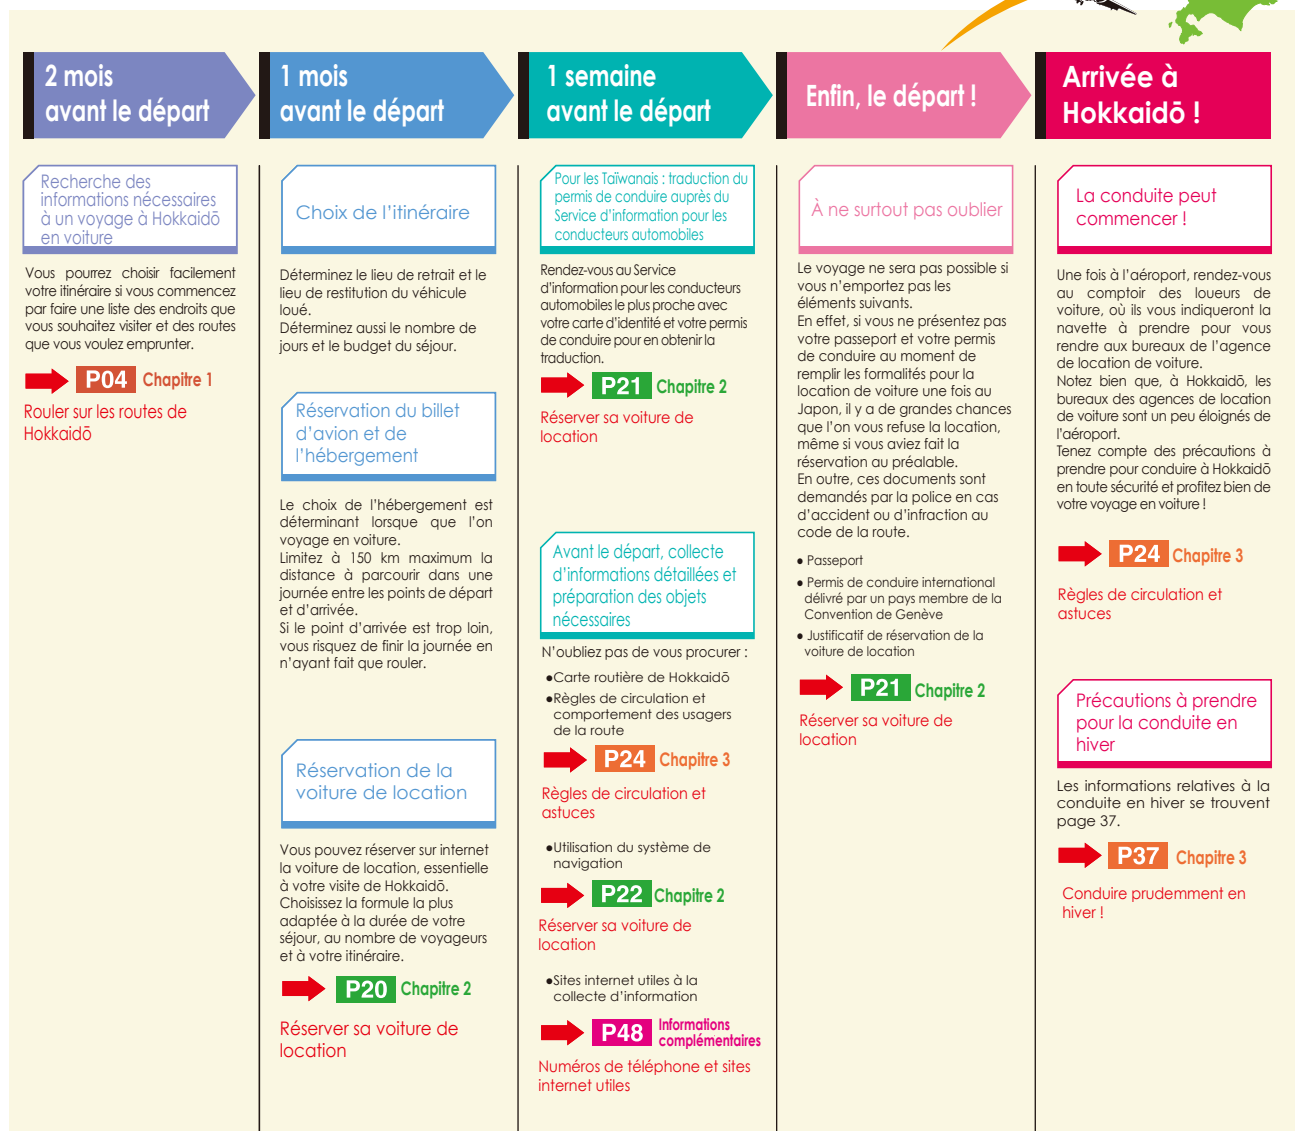 2 mois
avant le départ
Recherche des
informations nécessaires
à un voyage à Hokkaidō
en voiture
Vous pourrez choisir facilement
votre itinéraire si vous commencez
par faire une liste des endroits que
vous souhaitez visiter et des routes
que vous voulez emprunter.
P04 Chapitre 1
Rouler sur les routes de
Hokkaidō
1 mois
avant le départ
Choix de l'itinéraire
Déterminez le lieu de retrait et le
lieu de restitution du véhicule
loué.
Déterminez aussi le nombre de
jours et le budget du séjour.
Réservation du billet
d'avion et de
l'hébergement
Le choix de l'hébergement est
déterminant lorsque que l'on
voyage en voiture.
Limitez à 150 km maximum la
distance à parcourir dans une
journée entre les points de départ
et d'arrivée.
Si le point d'arrivée est trop loin,
vous risquez de finir la journée en
n'ayant fait que rouler.
Réservation de la
voiture de location
Vous pouvez réserver sur internet
la voiture de location, essentielle
à votre visite de Hokkaidō.
Choisissez la formule la plus
adaptée à la durée de votre
séjour, au nombre de voyageurs
et à votre itinéraire.
P20 Chapitre 2
Réserver sa voiture de
location
1 semaine
avant le départ
Pour les Taïwanais : traduction du
permis de conduire auprès du
Service d'information pour les
conducteurs automobiles
Rendez-vous au Service
d'information pour les conducteurs
automobiles le plus proche avec
votre carte d'identité et votre permis
de conduire pour en obtenir la
traduction.
P21 Chapitre 2
Réserver sa voiture de
location
Avant le départ, collecte
d'informations détaillées et
préparation des objets
nécessaires
N'oubliez pas de vous procurer :
●Carte routière de Hokkaidō
●Règles de circulation et
comportement des usagers
de la route
P24 Chapitre 3
Règles de circulation et
astuces
●Utilisation du système de
navigation
P22 Chapitre 2
Réserver sa voiture de
location
●Sites internet utiles à la
collecte d'information
P48 Informations
complémentaires
Numéros de téléphone et sites
internet utiles
Enfin, le départ !
À ne surtout pas oublier
Le voyage ne sera pas possible si
vous n'emportez pas les
éléments suivants.
En effet, si vous ne présentez pas
votre passeport et votre permis
de conduire au moment de
remplir les formalités pour la
location de voiture une fois au
Japon, il y a de grandes chances
que l'on vous refuse la location,
même si vous aviez fait la
réservation au préalable.
En outre, ces documents sont
demandés par la police en cas
d'accident ou d'infraction au
code de la route.
● Passeport
● Permis de conduire international
délivré par un pays membre de la
Convention de Genève
● Justificatif de réservation de la
voiture de location
P21 Chapitre 2
Réserver sa voiture de
location
Arrivée à
Hokkaidō !
La conduite peut
commencer !
Une fois à l'aéroport, rendez-vous
au comptoir des loueurs de
voiture, où ils vous indiqueront la
navette à prendre pour vous
rendre aux bureaux de l'agence
de location de voiture.
Notez bien que, à Hokkaidō, les
bureaux des agences de location
de voiture sont un peu éloignés de
l'aéroport.
Tenez compte des précautions à
prendre pour conduire à Hokkaidō
en toute sécurité et profitez bien de
votre voyage en voiture !
P24 Chapitre 3
Règles de circulation et
astuces
Précautions à prendre
pour la conduite en
hiver
Les informations relatives à la
conduite en hiver se trouvent
page 37.
P37 Chapitre 3
Conduire prudemment en
hiver !